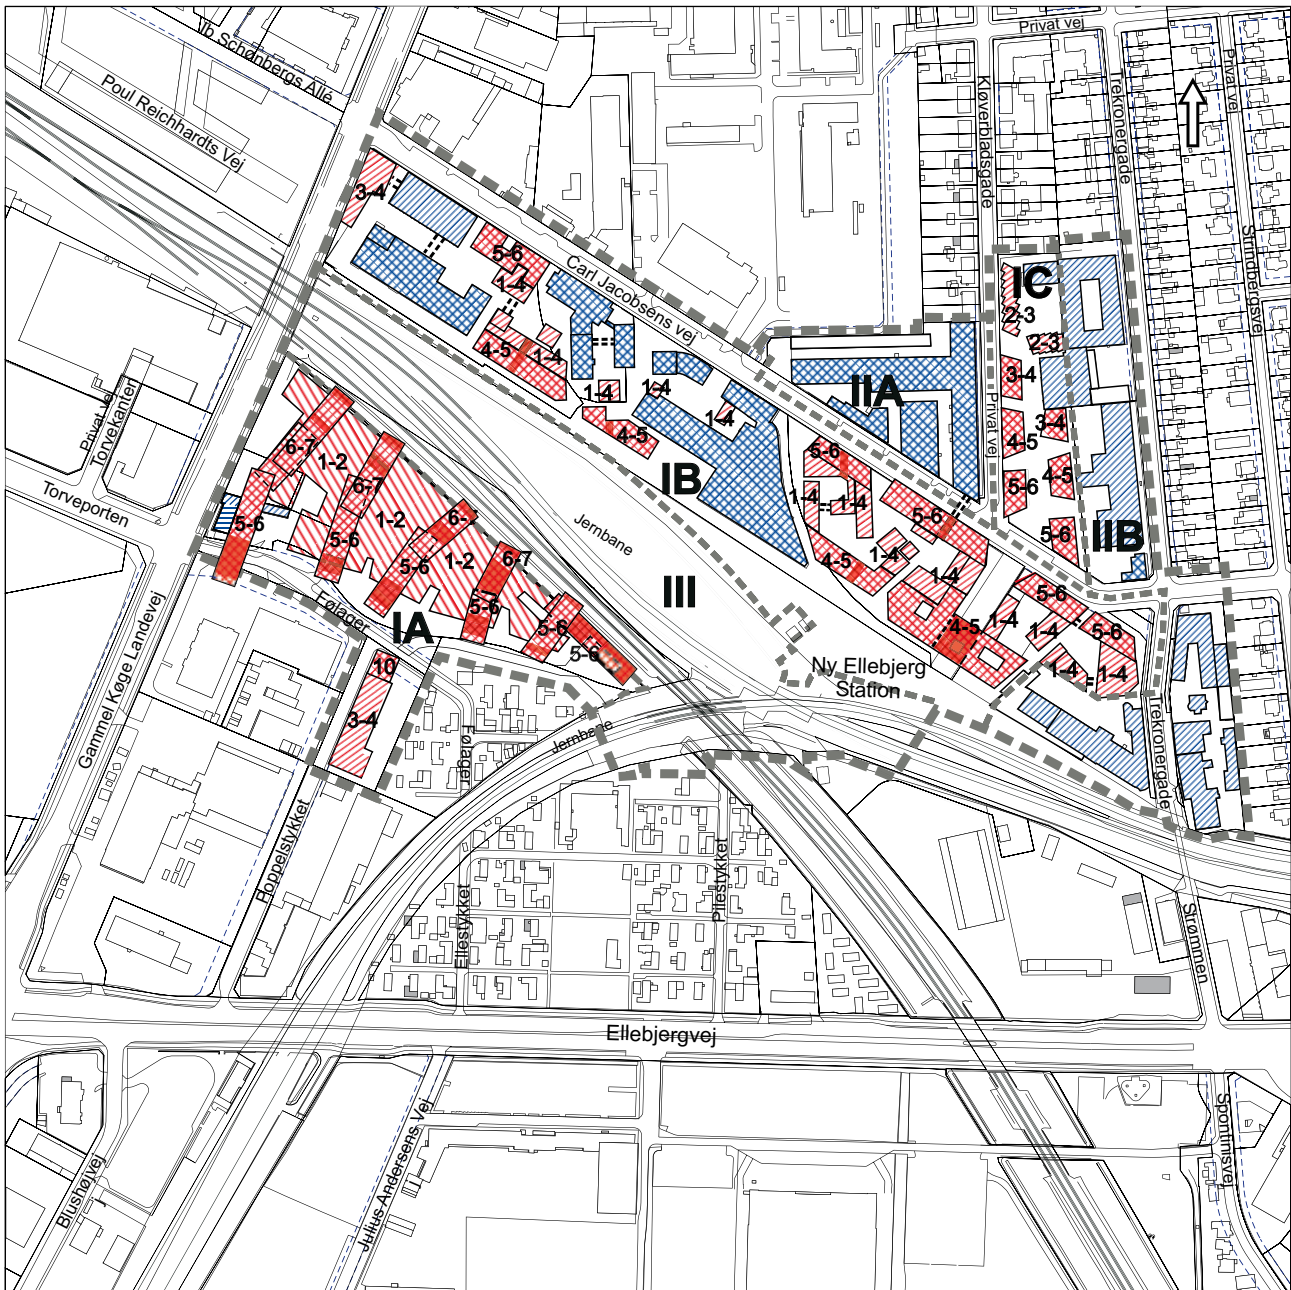 Ib Schønbergs Allé
Poul Reichhardts Vej
Privat vej
Kløverbladsgade
Trekronergade
Privat vej
Strindbergsvej
Carl Jacobsens vej
3-4
5-6
1-4
4-5
1-4
1-4
1-4
1-4
4-5
IB
IIA
IC
2-3
2-3
3-4
3-4
4-5
4-5
5-6
5-6
IIB
Privat vej
Privat vej
Torvekanten
Torveporten
6-7
1-2
6-7
1-2
6-7
1-2
6-7
5-6
5-6
5-6
5-6
5-6
5-6
IA
Følager
10
3-4
Følager
Jernbane
III
Jernbane
5-6
1-4
1-4
5-6
4-5
1-4
1-4
4-5
5-6
1-4
1-4
5-6
1-4
1-4
Ny Ellebjerg
Station
Trekronergade
Gammel Køge Landevej
Poppelstykket
Ellestykket
Pilestykket
Strømmen
Ellebjergvej
Blushøjvej
Julius Andersens Vej
Spontinisvej